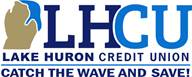 LHCU
LAKE HURON CREDIT UNION
CATCH THE WAVE AND SAVE!